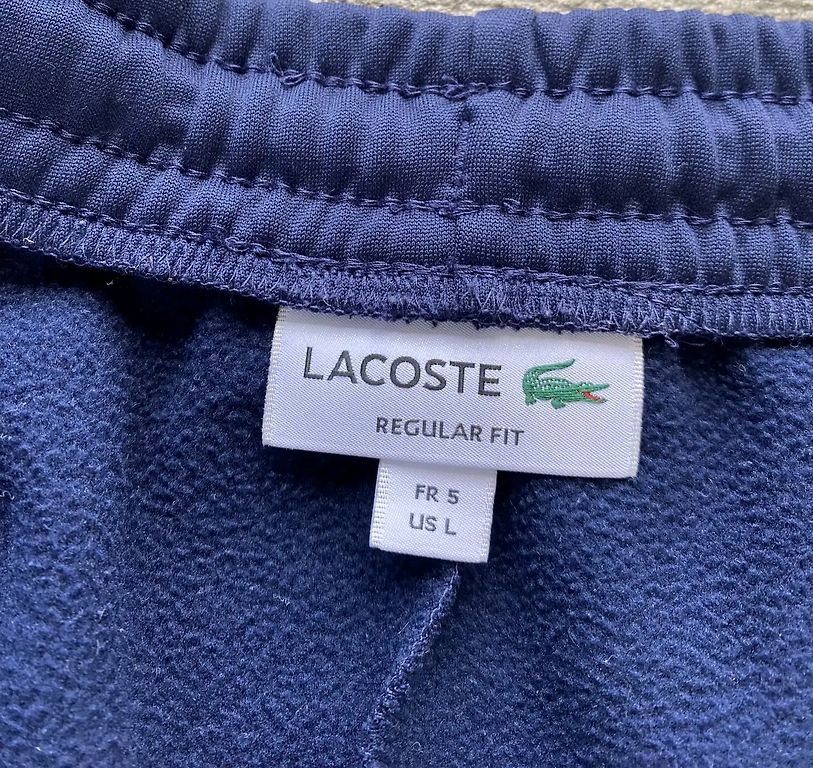 LACOSTE
REGULAR FIT
FR 5
US L